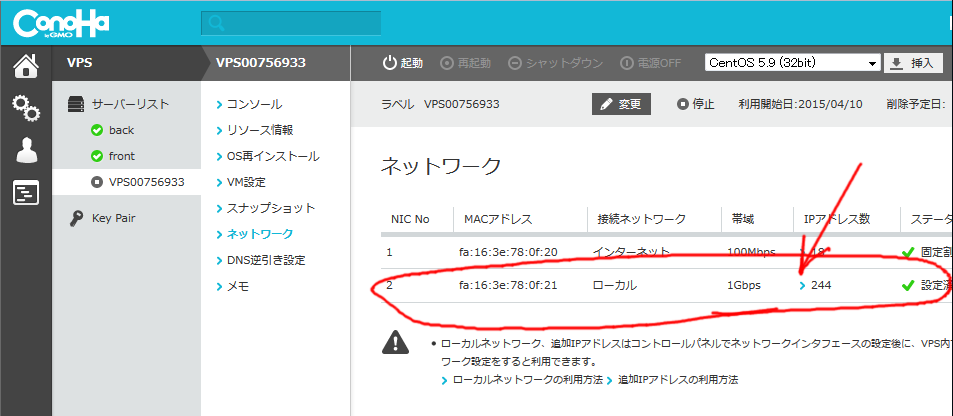 ConoHa
by GMO
VPS
VPS00756933
起動
再起動
シャットダウン
電源OFF
CentOS 5.9 (32bit)
挿入
サーバーリスト
back
front
VPS00756933
Key Pair
コンソール
リソース情報
OS再インストール
VM設定
スナップショット
ネットワーク
DNS逆引き設定
メモ
ラベル VPS00756933
変更
停止
利用開始日:2015/04/10
削除予定日:
ネットワーク
NIC No MACアドレス 接続ネットワーク 帯域 IPアドレス数 ステータ
1 fa:16:3e:78:0f:20 インターネット 100Mbps 固定割
2 fa:16:3e:78:0f:21 ローカル 1Gbps 244 設定済
• ローカルネットワーク、追加IPアドレスはコントロールパネルでネットワークインタフェースの設定後に、VPS内で
ワーク設定をすると利用できます。
ローカルネットワークの利用方法 追加IPアドレスの利用方法